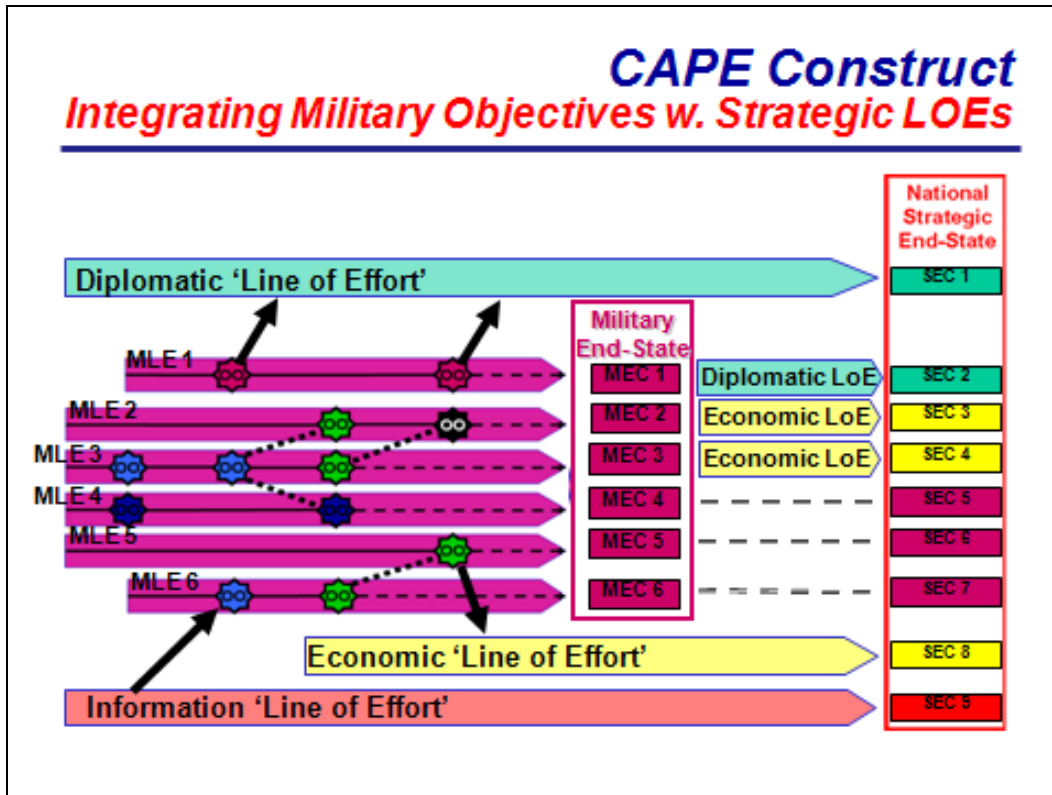 CAPE Construct
Integrating Military Objectives w. Strategic LOEs
National
Strategic
End-State
Diplomatic ‘Line of Effort’
SEC 1
Military
End-State
MLE 1
MEC 1
Diplomatic LoE
SEC 2
MLE 2
MEC 2
Economic LoE
SEC 3
MLE 3
MEC 3
Economic LoE
SEC 4
MLE 4
MEC 4
SEC 5
MLE 5
MEC 5
SEC 6
MLE 6
MEC 6
SEC 7
Economic ‘Line of Effort’
SEC 8
Information ‘Line of Effort’
SEC 9